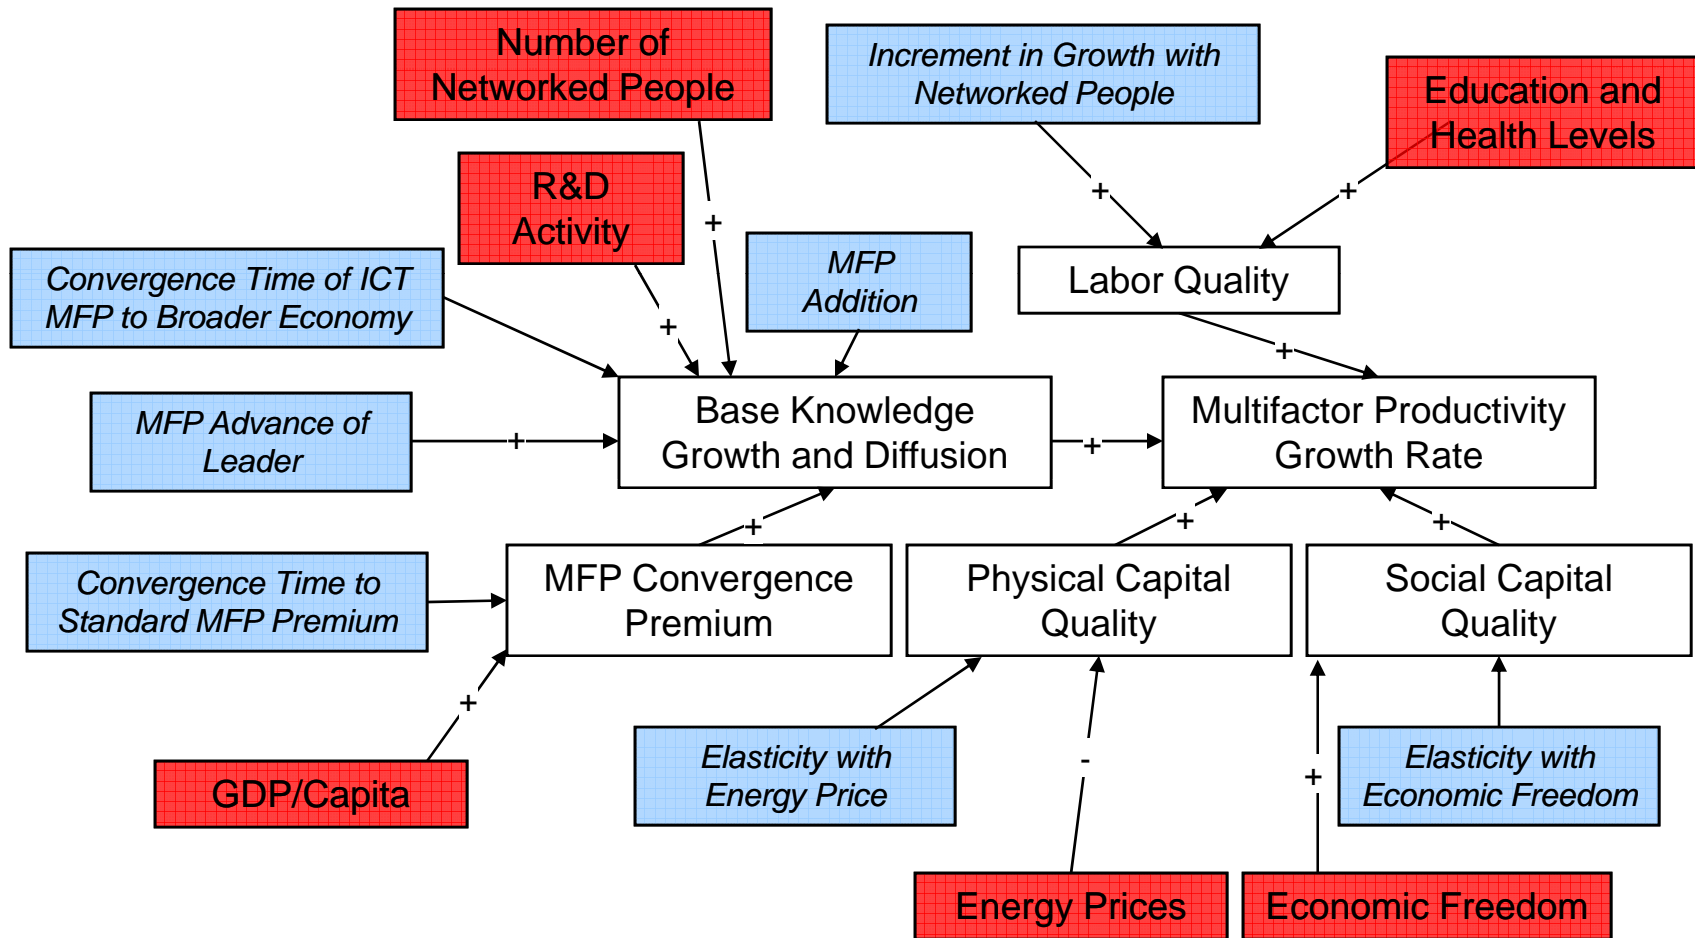 Number of
Networked People
Increment in Growth with
Networked People
Education and
Health Levels
R&D
Activity
+
+
+
+
Convergence Time of ICT
MFP to Broader Economy
MFP
Addition
Labor Quality
+
MFP Advance of
Leader
+
Base Knowledge
Growth and Diffusion
+
Multifactor Productivity
Growth Rate
+
+
+
Convergence Time to
Standard MFP Premium
MFP Convergence
Premium
Physical Capital
Quality
Social Capital
Quality
+
GDP/Capita
Elasticity with
Energy Price
-
+
Elasticity with
Economic Freedom
Energy Prices
Economic Freedom